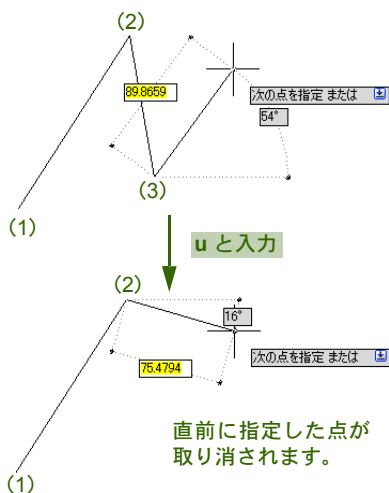 (2)
89.8659
次の点を指定 または
54°
(3)
(1)
u と入力
(2)
16°
次の点を指定 または
75.4794
直前に指定した点が
取り消されます。
(1)